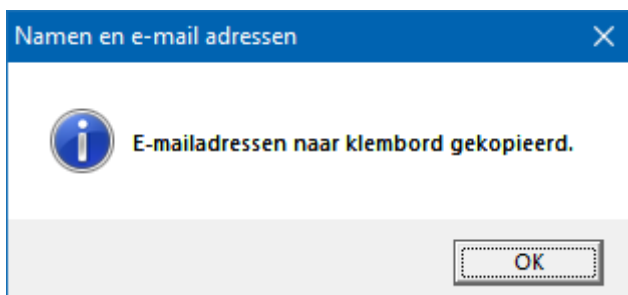 Namen en e-mail adressen
E-mailadressen naar klembord gekopieerd.
OK